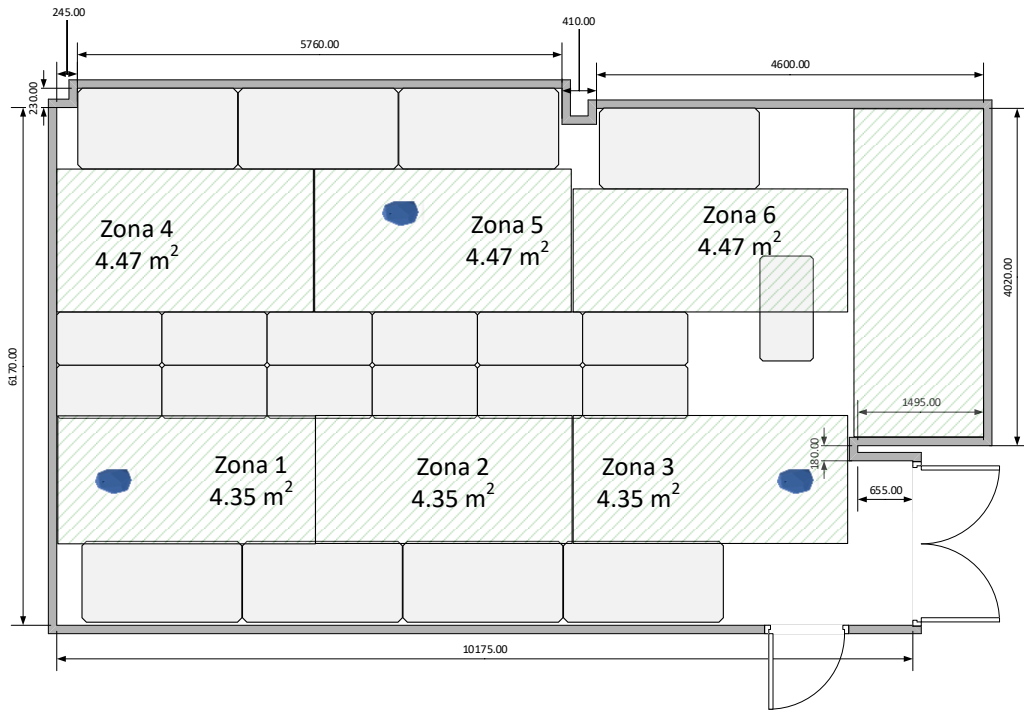 245.00
410.00
5760.00
4600.00
230.00
Zona 4
4.47 m²
Zona 5
4.47 m²
Zona 6
4.47 m²
4020.00
6170.00
1495.00
180.00
Zona 1
4.35 m²
Zona 2
4.35 m²
Zona 3
4.35 m²
655.00
10175.00